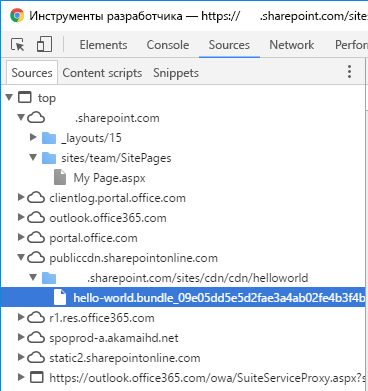 Инструменты разработчика — https:// .sharepoint.com/sites
Elements Console Sources Network Perfor
Sources Content scripts Snippets
top
.sharepoint.com
_layouts/15
sites/team/SitePages
My Page.aspx
clientlog.portal.office.com
outlook.office365.com
portal.office.com
publiccdn.sharepointonline.com
.sharepoint.com/sites/cdn/cdn/helloworld
hello-world.bundle_09e05dd5e5d2fae3a4ab02fe4b3f4b
r1.res.office365.com
spoprod-a.akamaihd.net
static2.sharepointonline.com
https://outlook.office365.com/owa/SuiteServiceProxy.aspx?s